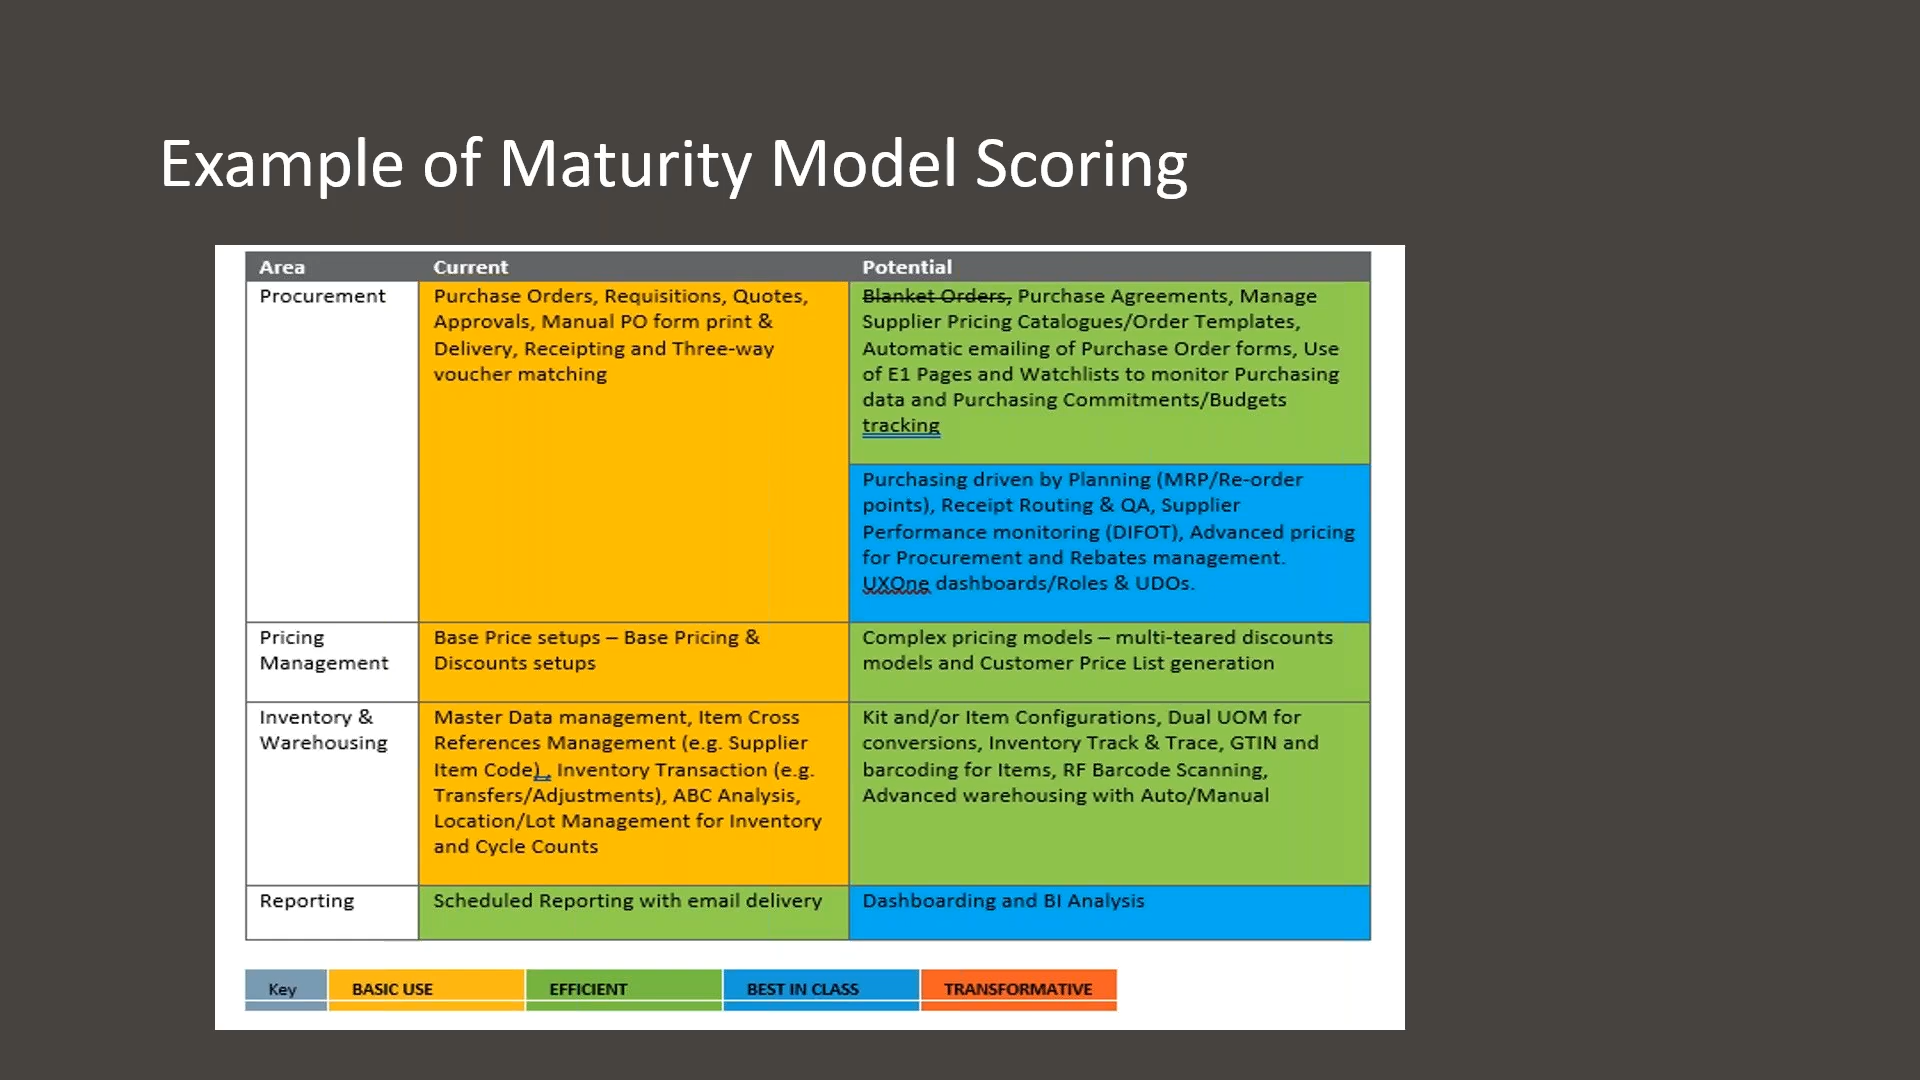 Example of Maturity Model Scoring
Area
Current
Potential
Procurement
Purchase Orders, Requisitions, Quotes,
Approvals, Manual PO form print &
Delivery, Receipting and Three-way
voucher matching
Blanket Orders, Purchase Agreements, Manage
Supplier Pricing Catalogues/Order Templates,
Automatic emailing of Purchase Order forms, Use
of E1 Pages and Watchlists to monitor Purchasing
data and Purchasing Commitments/Budgets
tracking
Purchasing driven by Planning (MRP/Re-order
points), Receipt Routing & QA, Supplier
Performance monitoring (DIFOT), Advanced pricing
for Procurement and Rebates management.
UXOne dashboards/Roles & UDOs.
Pricing
Management
Base Price setups – Base Pricing &
Discounts setups
Complex pricing models – multi-teared discounts
models and Customer Price List generation
Inventory &
Warehousing
Master Data management, Item Cross
References Management (e.g. Supplier
Item Code), Inventory Transaction (e.g.
Transfers/Adjustments), ABC Analysis,
Location/Lot Management for Inventory
and Cycle Counts
Kit and/or Item Configurations, Dual UOM for
conversions, Inventory Track & Trace, GTIN and
barcoding for Items, RF Barcode Scanning,
Advanced warehousing with Auto/Manual
Reporting
Scheduled Reporting with email delivery
Dashboarding and BI Analysis
Key
BASIC USE
EFFICIENT
BEST IN CLASS
TRANSFORMATIVE